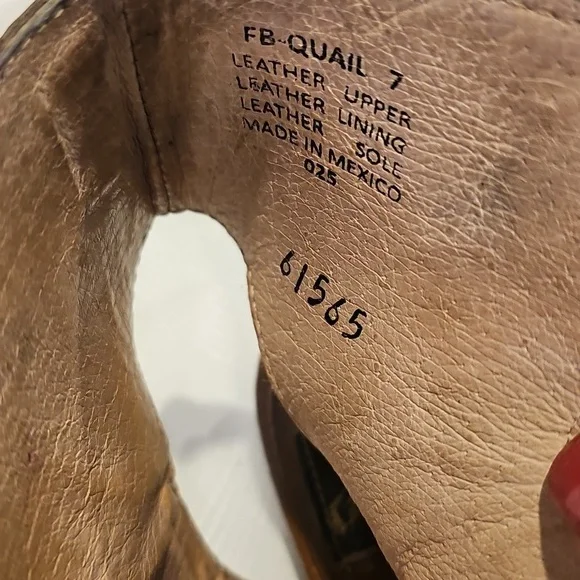 FB-QUAIL 7
LEATHER UPPER
LEATHER LINING
LEATHER SOLE
MADE IN MEXICO
025
61565